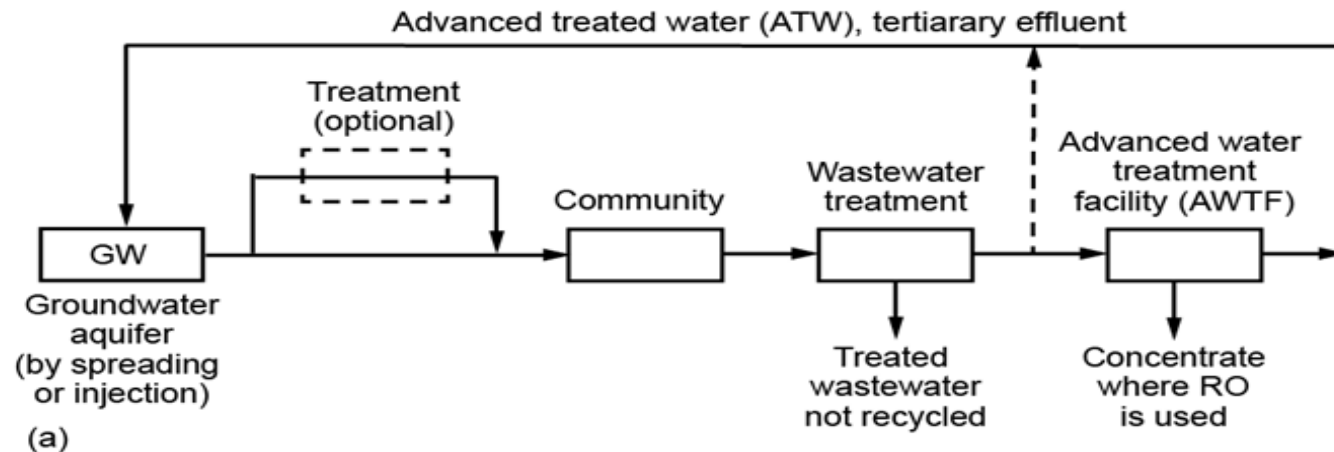 Advanced treated water (ATW), tertiarary effluent
Treatment
(optional)
Community
Wastewater
treatment
Advanced water
treatment
facility (AWTF)
GW
Groundwater
aquifer
(by spreading
or injection)
Treated
wastewater
not recycled
Concentrate
where RO
is used
(a)